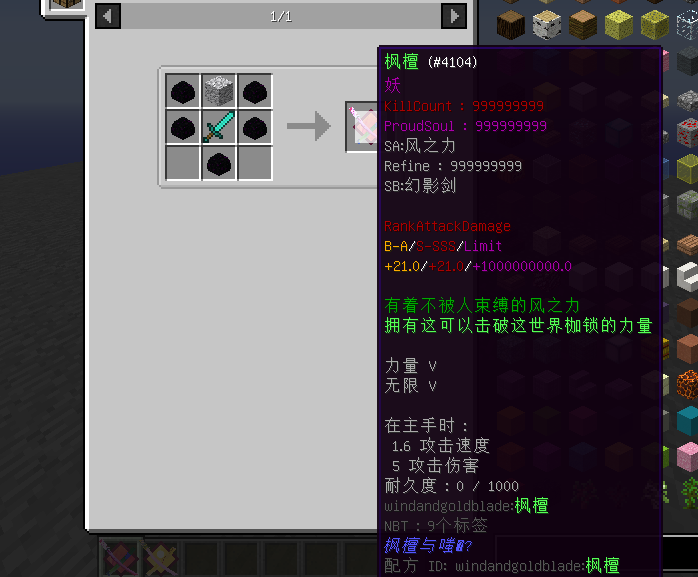 1/1
枫檀 (#4104)
妖
KillCount : 999999999
ProudSoul : 999999999
SA:风之力
Refine : 999999999
SB:幻影剑
RankAttackDamage
B-A/S-SSS/Limit
+21.0/+21.0/+1000000000.0
有着不被人束缚的风之力
拥有这可以击破这世界枷锁的力量
力量 V
无限 V
在主手时：
1.6 攻击速度
5 攻击伤害
耐久度：0 / 1000
windandgoldblade:枫檀
NBT：9个标签
枫檀与嗤�?
配方 ID: windandgoldblade:枫檀